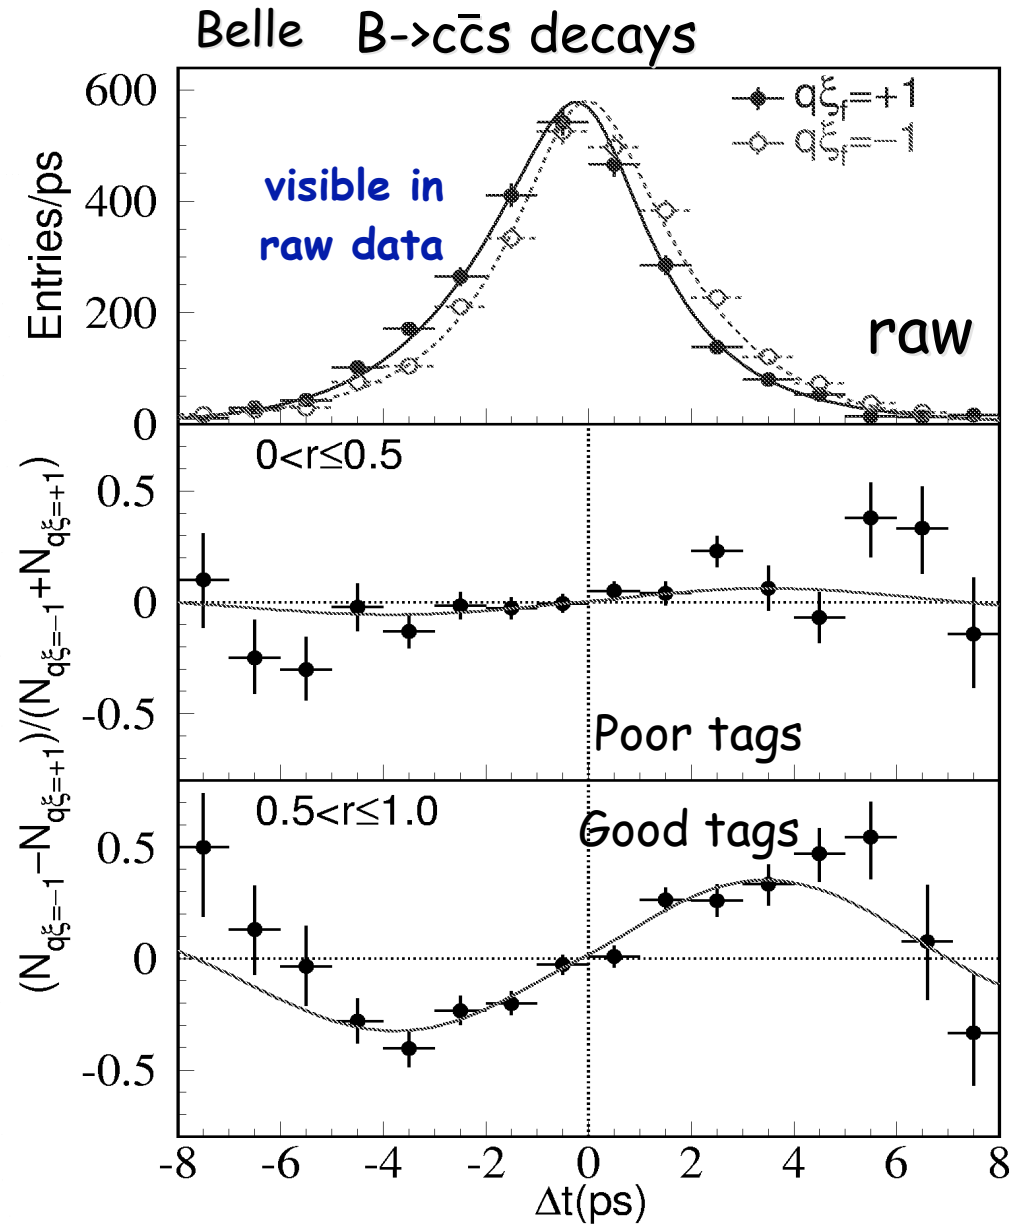 Belle B->cc̄s decays
600
400
200
0
Entries/ps
qξf=+1
qξf=−1
visible in
raw data
raw
0<r≤0.5
0.5
0
-0.5
Poor tags
(Nqξ=−1−Nqξ=+1)/(Nqξ=−1+Nqξ=+1)
0.5<r≤1.0
Good tags
0.5
0
-0.5
-8 -6 -4 -2 0 2 4 6 8
Δt(ps)